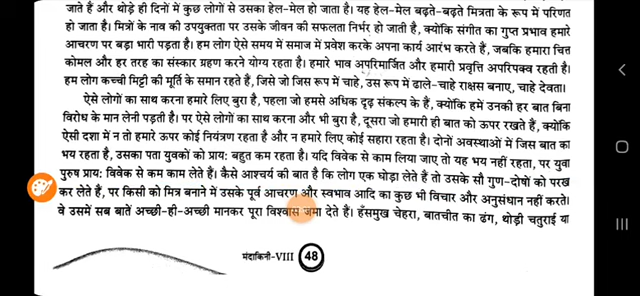 जाते हैं और थोड़े ही दिनों में कुछ लोगों से उसका हेल-मेल हो जाता है। यह हेल-मेल बढ़ते-बढ़ते मित्रता के रूप में परिणत
हो जाता है। मित्रों के नाव की उपयुक्तता पर उसके जीवन की सफलता निर्भर हो जाती है, क्योंकि संगीत का गुप्त प्रभाव हमारे
आचरण पर बड़ा भारी पड़ता है। हम लोग ऐसे समय में समाज में प्रवेश करके अपना कार्य आरंभ करते हैं, जबकि हमारा चित्त
कोमल और हर तरह का संस्कार ग्रहण करने योग्य रहता है। हमारे भाव अपरिमार्जित और हमारी प्रवृत्ति अपरिपक्व रहती है।
हम लोग कच्ची मिट्टी की मूर्ति के समान रहते हैं, जिसे जो जिस रूप में चाहे, उस रूप में ढाले-चाहे राक्षस बनाए, चाहे देवता।
ऐसे लोगों का साथ करना हमारे लिए बुरा है, पहला जो हमसे अधिक दृढ़ संकल्प के हैं, क्योंकि हमें उनकी हर बात बिना
विरोध के मान लेनी पड़ती है। पर ऐसे लोगों का साथ करना और भी बुरा है, दूसरा जो हमारी ही बात को ऊपर रखते हैं, क्योंकि
ऐसी दशा में न तो हमारे ऊपर कोई नियंत्रण रहता है और न हमारे लिए कोई सहारा रहता है। दोनों अवस्थाओं में जिस बात का
भय रहता है, उसका पता युवकों को प्राय: बहुत कम रहता है। यदि विवेक से काम लिया जाए तो यह भय नहीं रहता, पर युवा
पुरुष प्राय: विवेक से कम काम लेते हैं। कैसे आश्चर्य की बात है कि लोग एक घोड़ा लेते हैं तो उसके सौ गुण-दोषों को परख
कर लेते हैं, पर किसी को मित्र बनाने में उसके पूर्व आचरण और स्वभाव आदि का कुछ भी विचार और अनुसंधान नहीं करते।
वे उसमें सब बातें अच्छी-ही-अच्छी मानकर पूरा विश्वास जमा देते हैं। हँसमुख चेहरा, बातचीत का ढंग, थोड़ी चतुराई या
मंदाकिनी-VIII 48